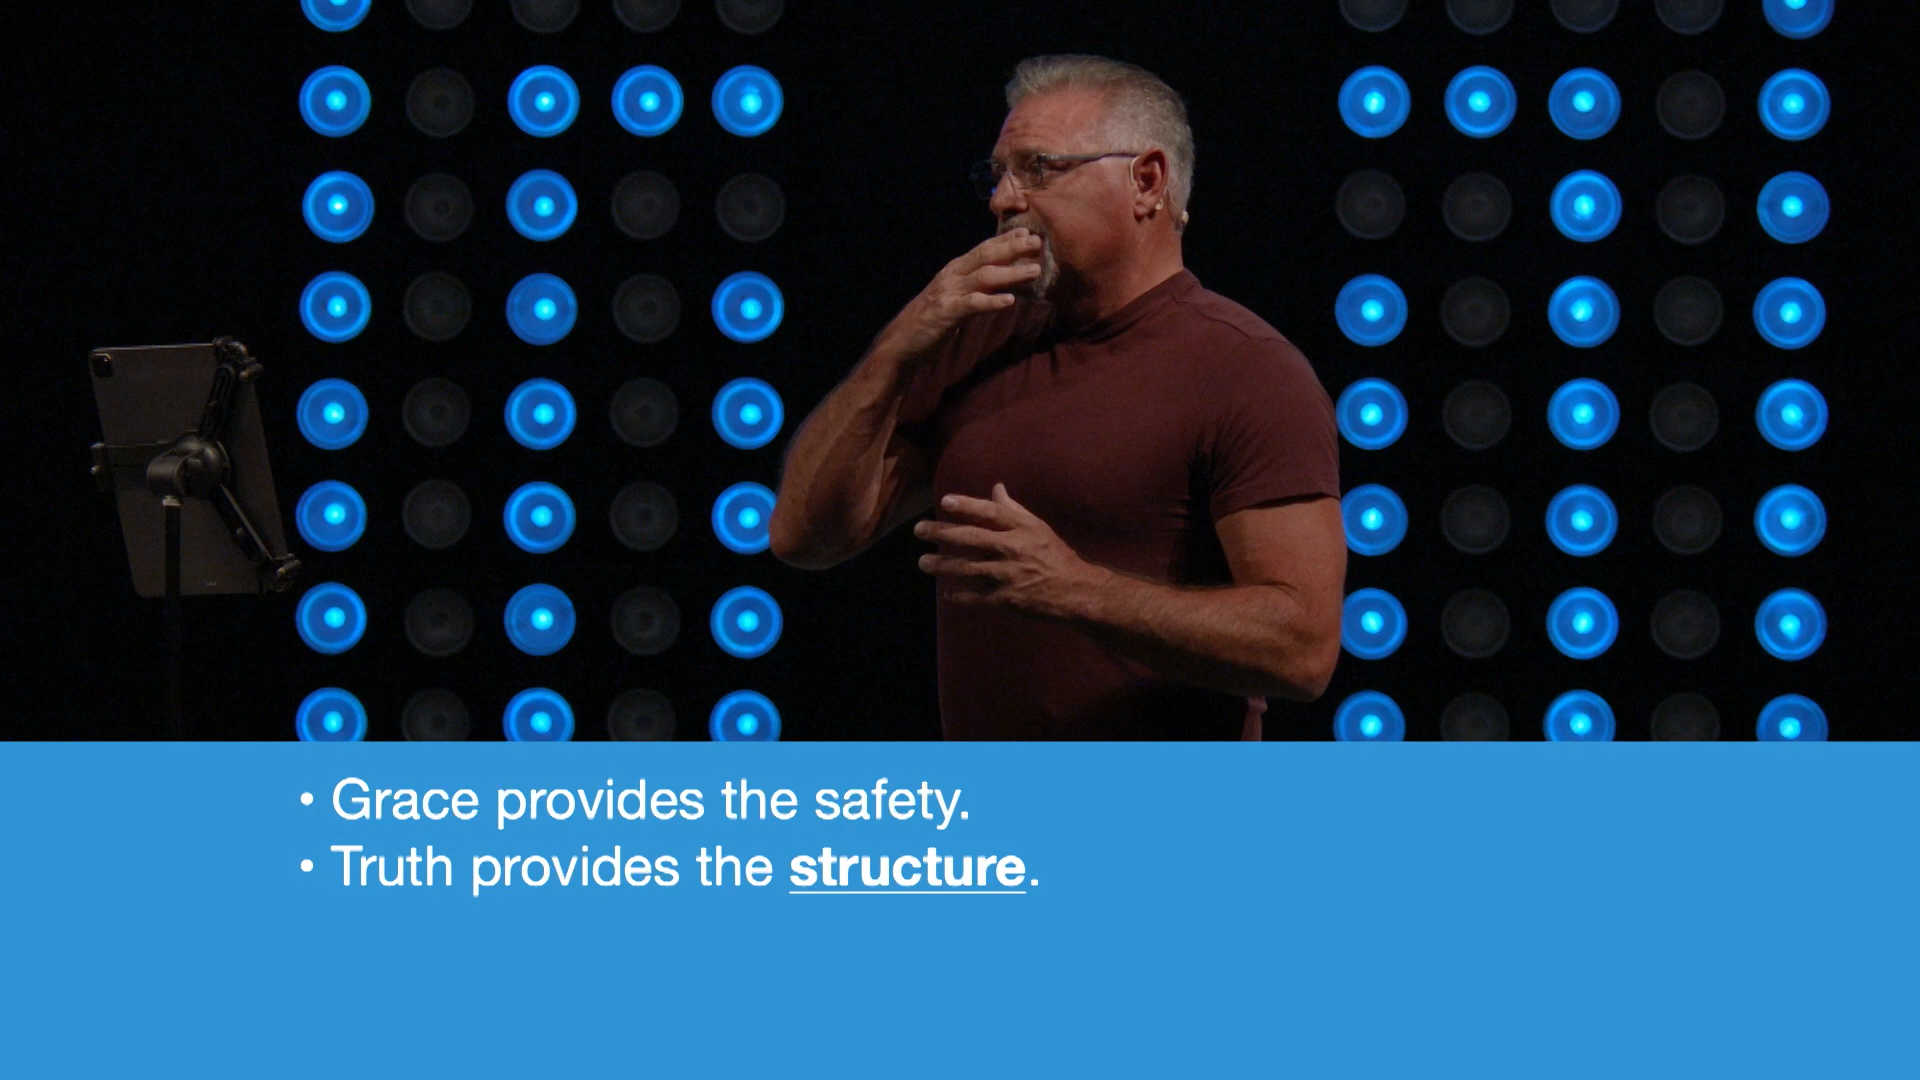 • Grace provides the safety.
• Truth provides the structure.